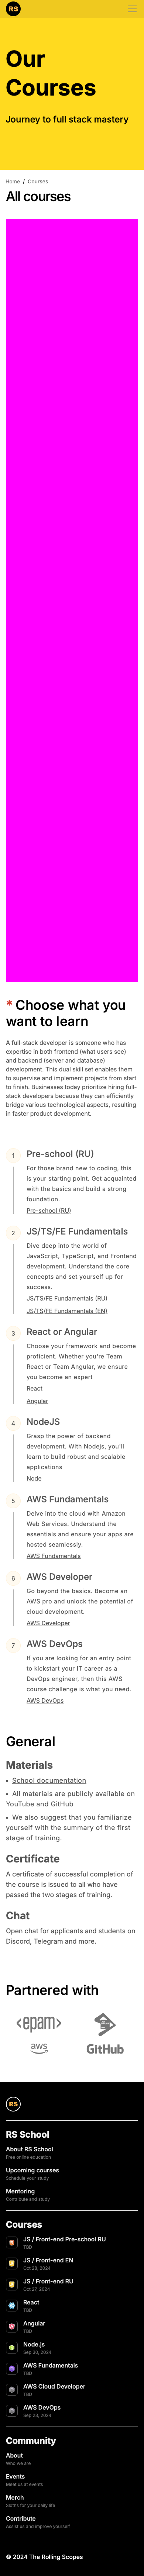 RS
Our
Courses
Journey to full stack mastery
Home / Courses
All courses
* Choose what you
want to learn
A full-stack developer is someone who has
expertise in both frontend (what users see)
and backend (server and database)
development. This dual skill set enables them
to supervise and implement projects from start
to finish. Businesses today prioritize hiring full-
stack developers because they can efficiently
bridge various technological aspects, resulting
in faster product development.
1
Pre-school (RU)
For those brand new to coding, this
is your starting point. Get acquainted
with the basics and build a strong
foundation.
Pre-school (RU)
2
JS/TS/FE Fundamentals
Dive deep into the world of
JavaScript, TypeScript, and Frontend
development. Understand the core
concepts and set yourself up for
success.
JS/TS/FE Fundamentals (RU)
JS/TS/FE Fundamentals (EN)
3
React or Angular
Choose your framework and become
proficient. Whether you're Team
React or Team Angular, we ensure
you become an expert
React
Angular
4
NodeJS
Grasp the power of backend
development. With Nodejs, you'll
learn to build robust and scalable
applications
Node
5
AWS Fundamentals
Delve into the cloud with Amazon
Web Services. Understand the
essentials and ensure your apps are
hosted seamlessly.
AWS Fundamentals
6
AWS Developer
Go beyond the basics. Become an
AWS pro and unlock the potential of
cloud development.
AWS Developer
7
AWS DevOps
If you are looking for an entry point
to kickstart your IT career as a
DevOps engineer, then this AWS
course challenge is what you need.
AWS DevOps
General
Materials
• School documentation
• All materials are publicly available on
YouTube and GitHub
• We also suggest that you familiarize
yourself with the summary of the first
stage of training.
Certificate
A certificate of successful completion of
the course is issued to all who have
passed the two stages of training.
Chat
Open chat for applicants and students on
Discord, Telegram and more.
Partnered with
<epam>
aws
GitHub
RS
RS School
About RS School
Free online education
Upcoming courses
Schedule your study
Mentoring
Contribute and study
Courses
JS / Front-end Pre-school RU
TBD
JS / Front-end EN
Oct 28, 2024
JS / Front-end RU
Oct 27, 2024
React
TBD
Angular
TBD
Node.js
Sep 30, 2024
AWS Fundamentals
TBD
AWS Cloud Developer
TBD
AWS DevOps
Sep 23, 2024
Community
About
Who we are
Events
Meet us at events
Merch
Sloths for your daily life
Contribute
Assist us and improve yourself
© 2024 The Rolling Scopes